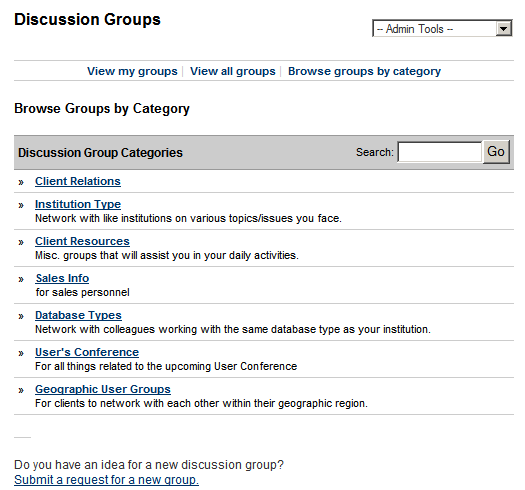 Discussion Groups
-- Admin Tools --
View my groups | View all groups | Browse groups by category
Browse Groups by Category
Discussion Group Categories Search: Go
» Client Relations
» Institution Type
Network with like institutions on various topics/issues you face.
» Client Resources
Misc. groups that will assist you in your daily activities.
» Sales Info
for sales personnel
» Database Types
Network with colleagues working with the same database type as your institution.
» User's Conference
For all things related to the upcoming User Conference
» Geographic User Groups
For clients to network with each other within their geographic region.
Do you have an idea for a new discussion group?
Submit a request for a new group.